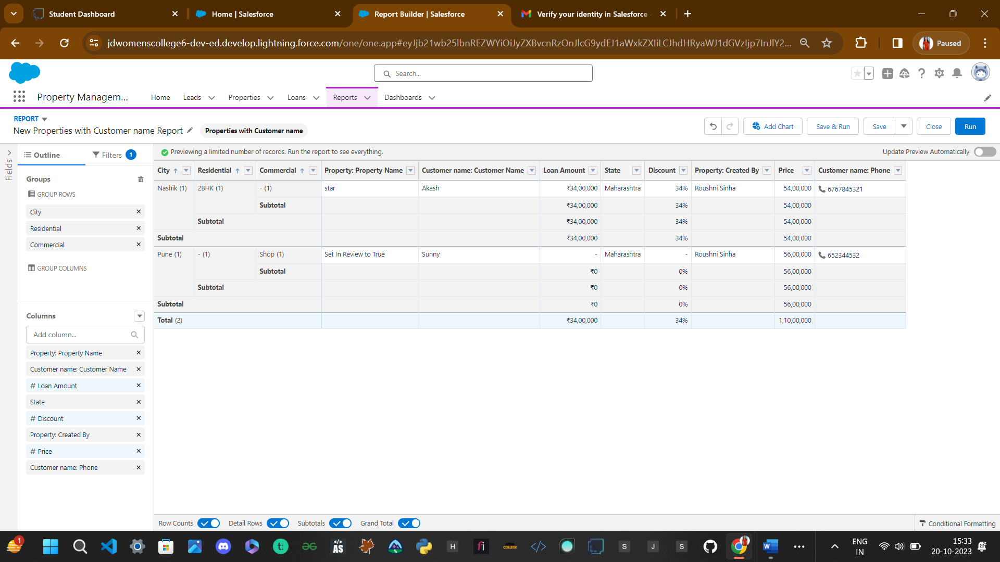 Student Dashboard
Home | Salesforce
Report Builder | Salesforce
Verify your identity in Salesforce
jdwomenscollege6-dev-ed.develop.lightning.force.com/one/one.app#eyJjb21wb25lbnREZWYiOiJyZXBvcnRzOnJlcG9ydEJ1aWxkZXIiLCJhdHRyaWJ1dGVzIjp7InJlY2...
Paused
Search...
Property Managem...
Home
Leads
Properties
Loans
Reports
Dashboards
REPORT
New Properties with Customer name Report
Properties with Customer name
Add Chart
Save & Run
Save
Close
Run
Fields
Outline
Filters 1
Previewing a limited number of records. Run the report to see everything.
Update Preview Automatically
Groups
GROUP ROWS
City
Residential
Commercial
GROUP COLUMNS
Columns
Add column...
Property: Property Name
Customer name: Customer Name
# Loan Amount
State
# Discount
Property: Created By
# Price
Customer name: Phone
City Residential Commercial Property: Property Name Customer name: Customer Name Loan Amount State Discount Property: Created By Price Customer name: Phone
Nashik (1) 2BHK (1) - (1) star Akash ₹34,00,000 Maharashtra 34% Roushni Sinha 54,00,000 6767845321
Subtotal ₹34,00,000 34% 54,00,000
Subtotal ₹34,00,000 34% 54,00,000
Subtotal ₹34,00,000 34% 54,00,000
Pune (1) - (1) Shop (1) Set In Review to True Sunny - Maharashtra - Roushni Sinha 56,00,000 652344532
Subtotal ₹0 0% 56,00,000
Subtotal ₹0 0% 56,00,000
Subtotal ₹0 0% 56,00,000
Total (2) ₹34,00,000 34% 1,10,00,000
Row Counts
Detail Rows
Subtotals
Grand Total
Conditional Formatting
1
t:
AS
H
fi
APNA COLLEGE
S
J
S
W
ENG
IN
15:33
20-10-2023